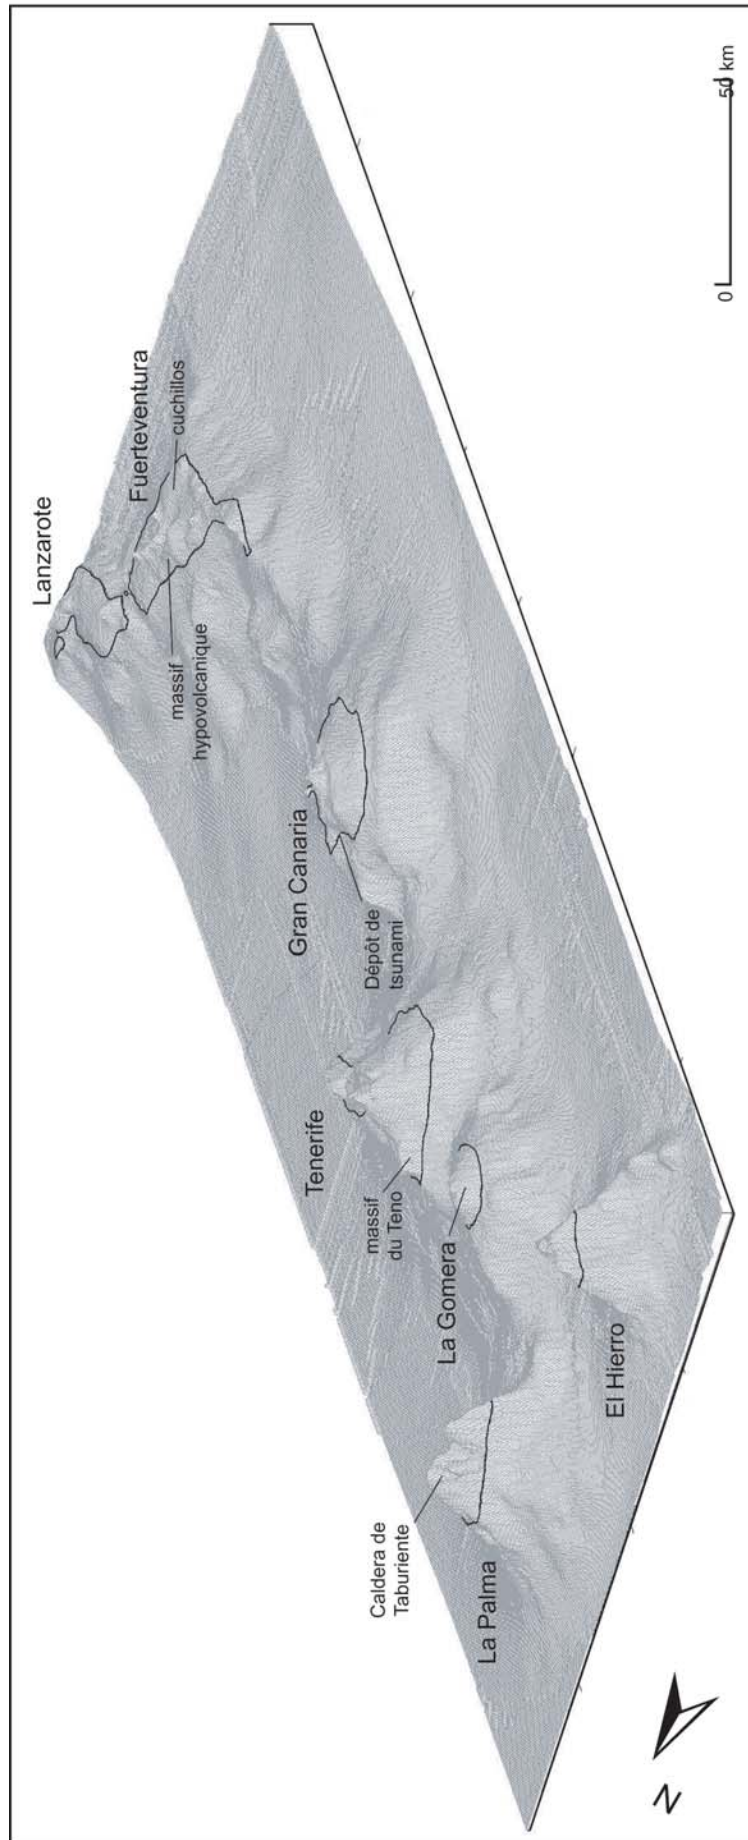 Lanzarote
Fuerteventura
cuchillos
massif
hypovolcanique
Gran Canaria
Dépôt de
tsunami
Tenerife
massif
du Teno
La Gomera
El Hierro
Caldera de
Taburiente
La Palma
N
0
50 km